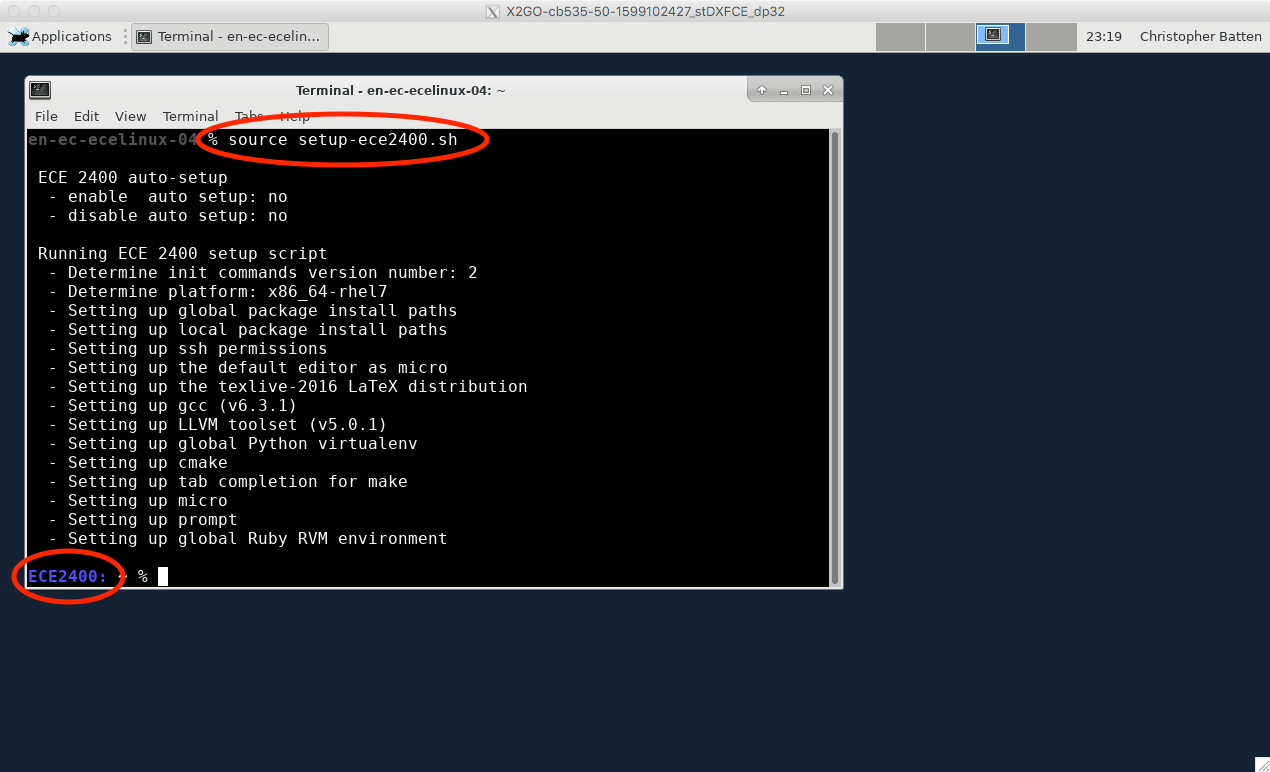 X2GO-cb535-50-1599102427_stDXFCE_dp32
Applications Terminal - en-ec-ecelin... 23:19 Christopher Batten
Terminal - en-ec-ecelinux-04: ~
File Edit View Terminal Tabs Help
en-ec-ecelinux-04 % source setup-ece2400.sh
ECE 2400 auto-setup
- enable  auto setup: no
- disable auto setup: no
Running ECE 2400 setup script
- Determine init commands version number: 2
- Determine platform: x86_64-rhel7
- Setting up global package install paths
- Setting up local package install paths
- Setting up ssh permissions
- Setting up the default editor as micro
- Setting up the texlive-2016 LaTeX distribution
- Setting up gcc (v6.3.1)
- Setting up LLVM toolset (v5.0.1)
- Setting up global Python virtualenv
- Setting up cmake
- Setting up tab completion for make
- Setting up micro
- Setting up prompt
- Setting up global Ruby RVM environment
ECE2400: ~ %